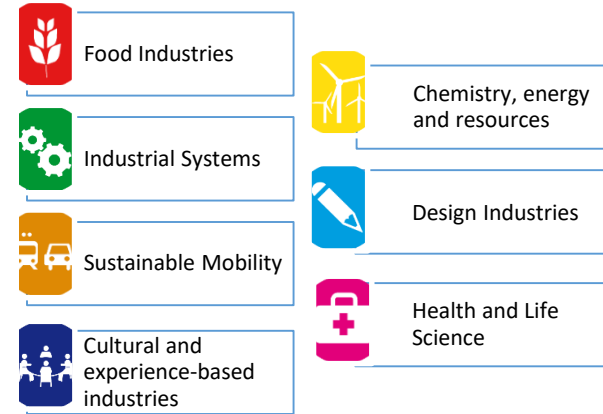 Food Industries
Industrial Systems
Sustainable Mobility
Cultural and
experience-based
industries
Chemistry, energy
and resources
Design Industries
Health and Life
Science